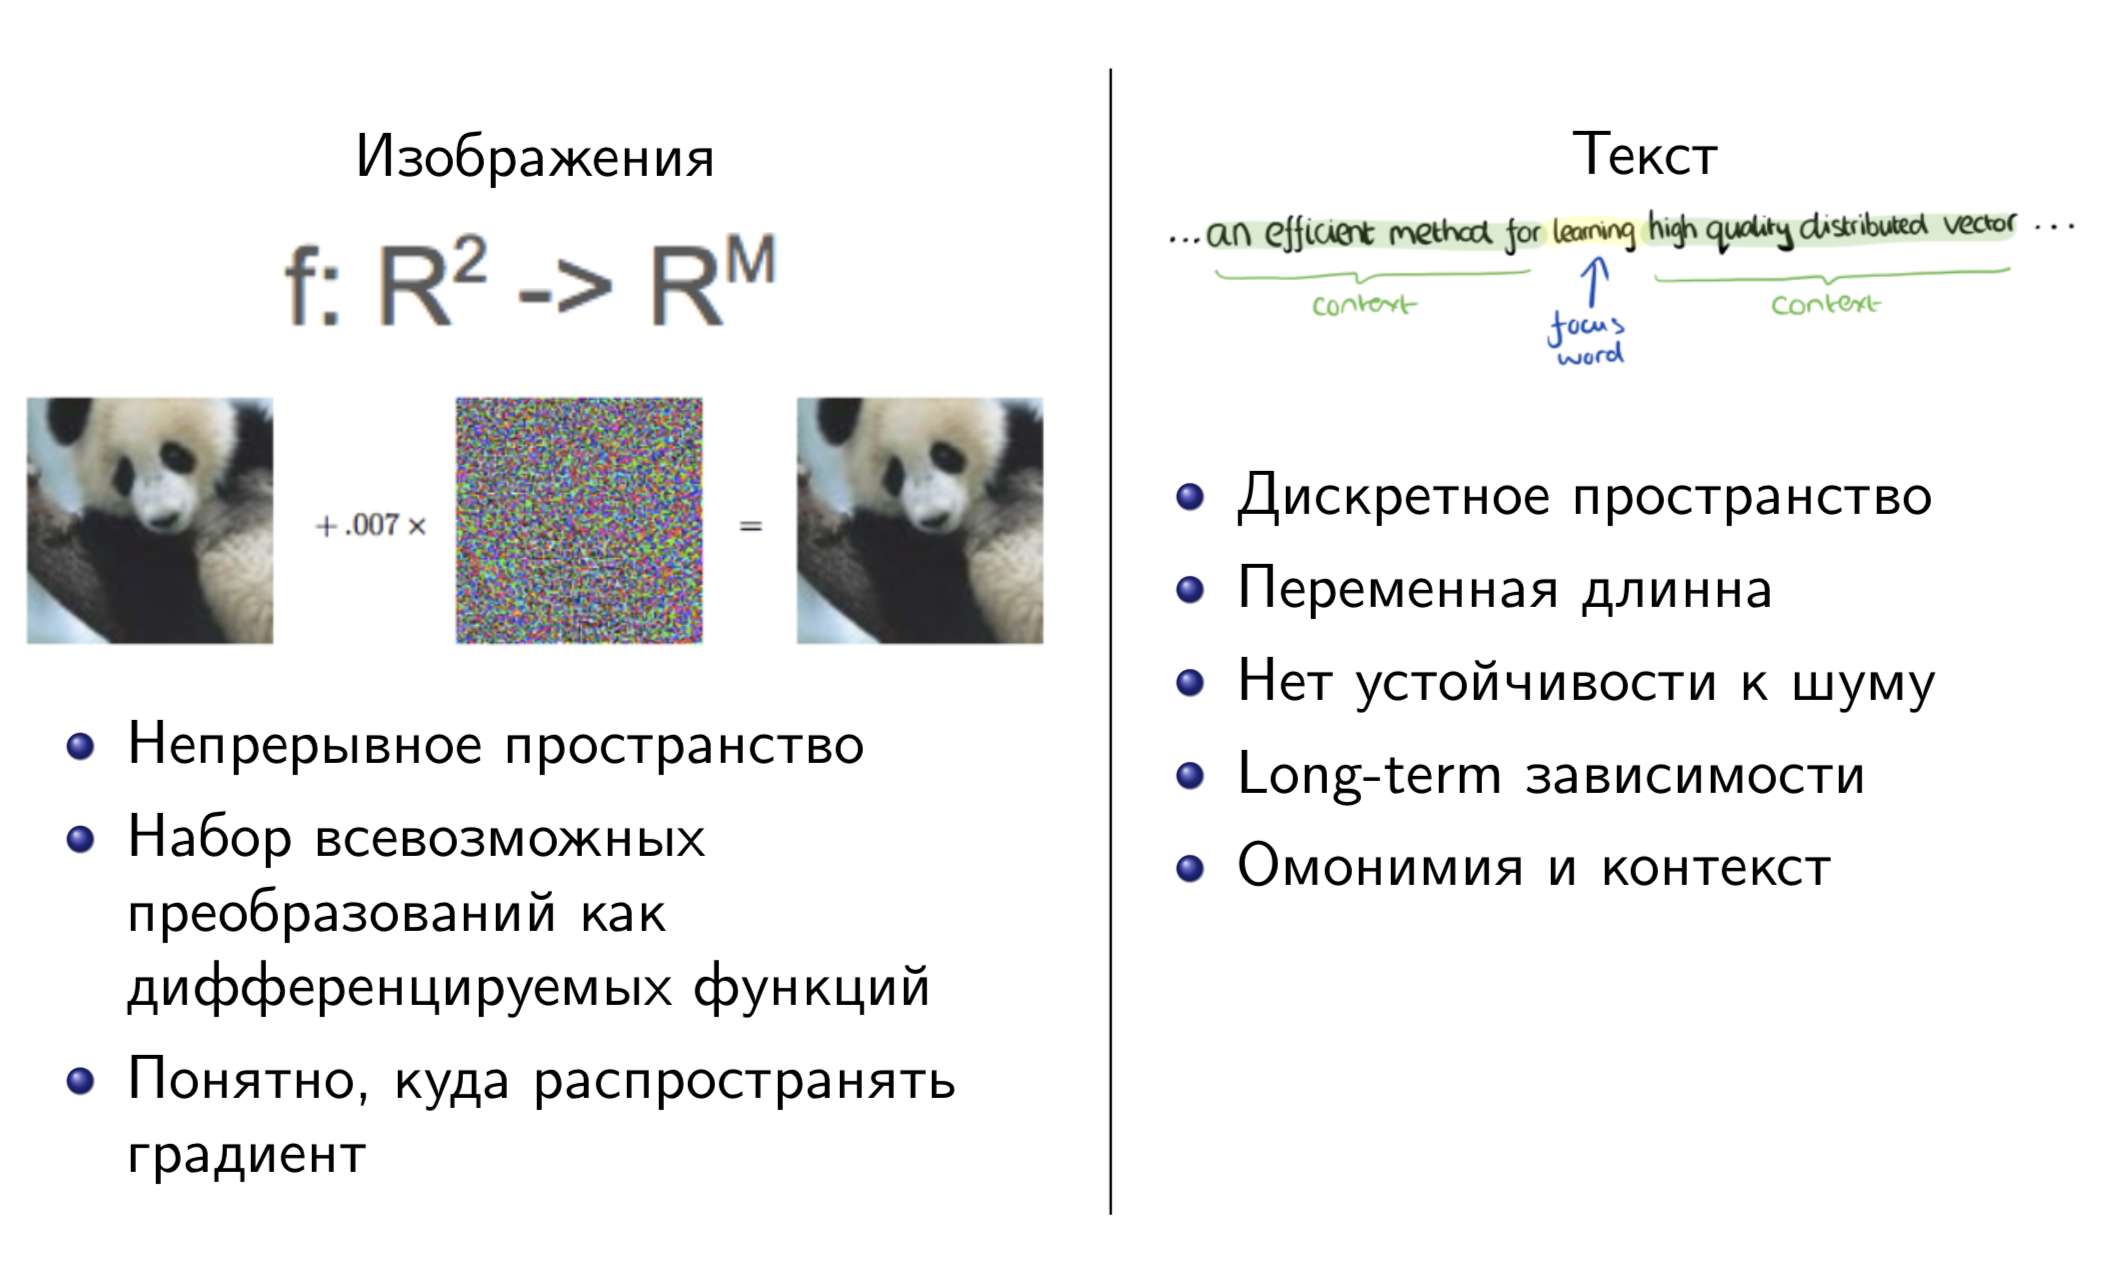 Изображения
f: R² -> Rᴹ
+ .007 ×
=
Непрерывное пространство
Набор всевозможных
преобразований как
дифференцируемых функций
Понятно, куда распространять
градиент
Текст
... an efficient method for learning high quality distributed vector ...
context
focus
word
context
Дискретное пространство
Переменная длинна
Нет устойчивости к шуму
Long-term зависимости
Омонимия и контекст